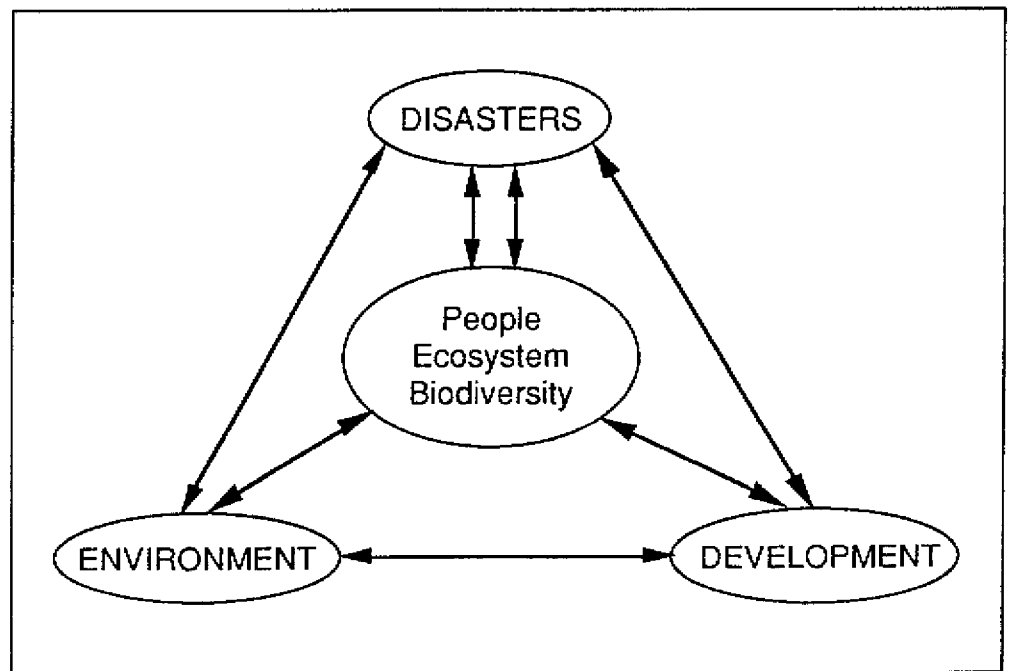 DISASTERS
People
Ecosystem
Biodiversity
ENVIRONMENT
DEVELOPMENT